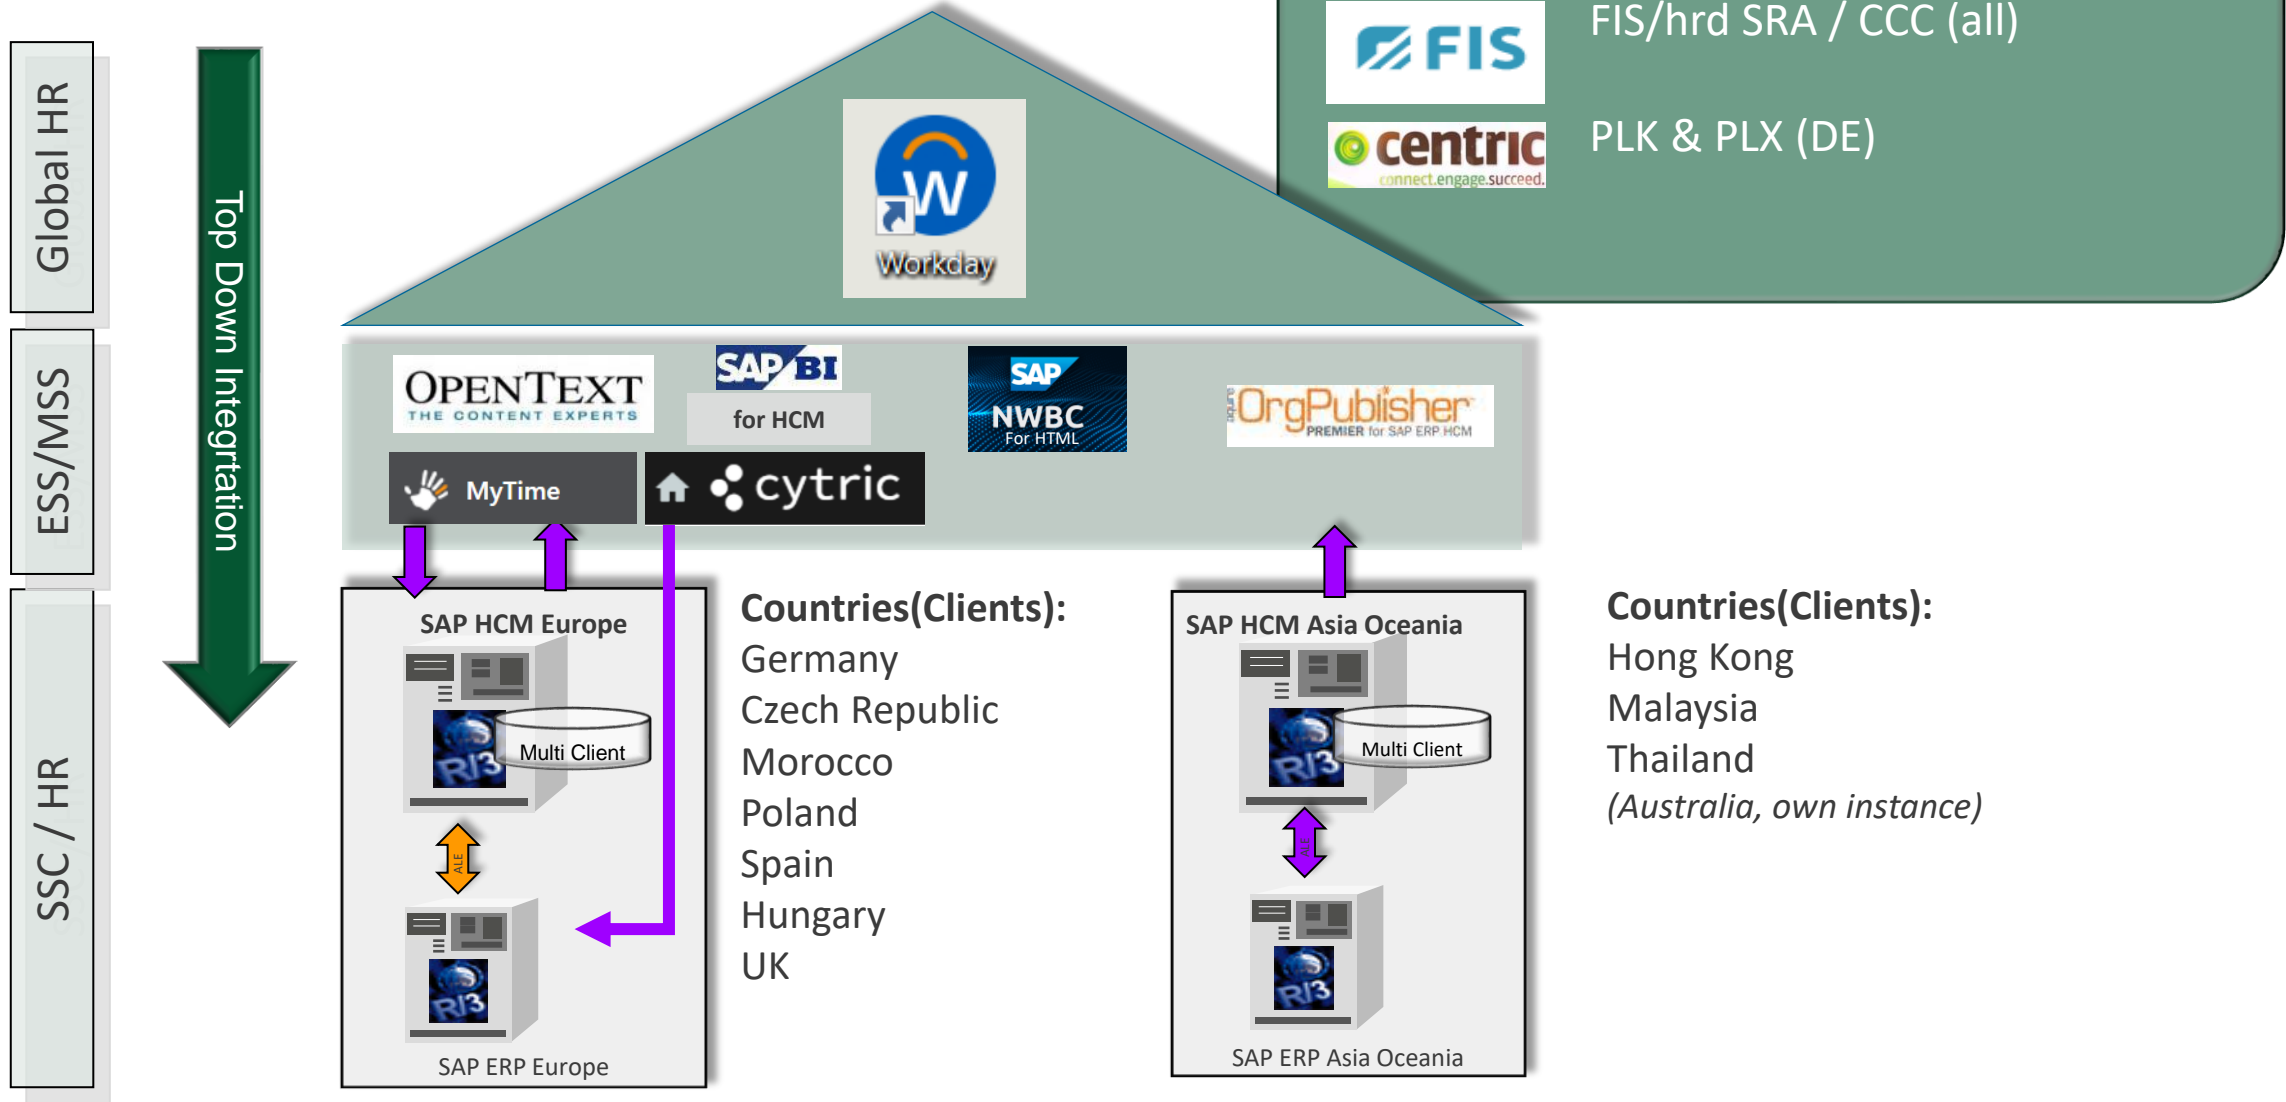 FIS/hrd SRA / CCC (all)
FIS
centric
connect.engage.succeed.
PLK & PLX (DE)
Global HR
Top Down Integrtation
W
Workday
ESS/MSS
OPENTEXT
THE CONTENT EXPERTS
SAP BI
for HCM
SAP
NWBC
For HTML
aquire
OrgPublisher
PREMIER for SAP ERP HCM
MyTime
cytric
SSC / HR
SAP HCM Europe
R/3
Multi Client
ALE
R/3
SAP ERP Europe
Countries(Clients):
Germany
Czech Republic
Morocco
Poland
Spain
Hungary
UK
SAP HCM Asia Oceania
R/3
Multi Client
ALE
R/3
SAP ERP Asia Oceania
Countries(Clients):
Hong Kong
Malaysia
Thailand
(Australia, own instance)